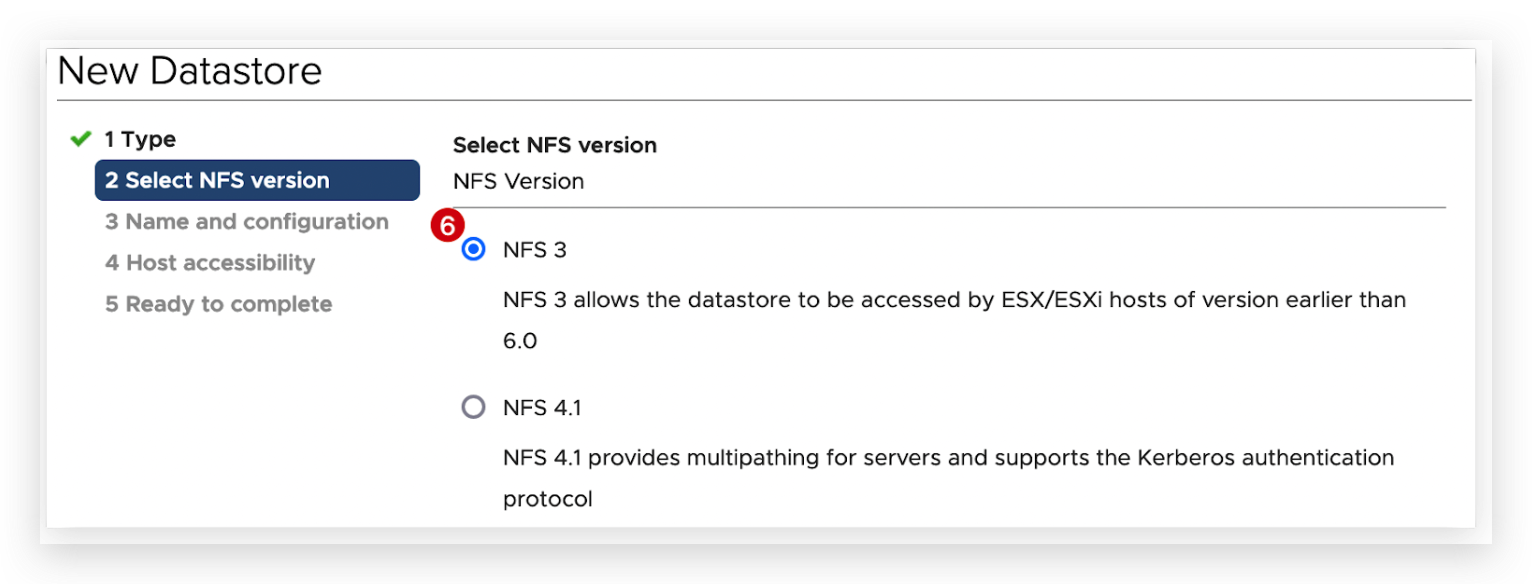 New Datastore
1 Type
2 Select NFS version
3 Name and configuration
4 Host accessibility
5 Ready to complete
Select NFS version
NFS Version
6
NFS 3
NFS 3 allows the datastore to be accessed by ESX/ESXi hosts of version earlier than
6.0
NFS 4.1
NFS 4.1 provides multipathing for servers and supports the Kerberos authentication
protocol